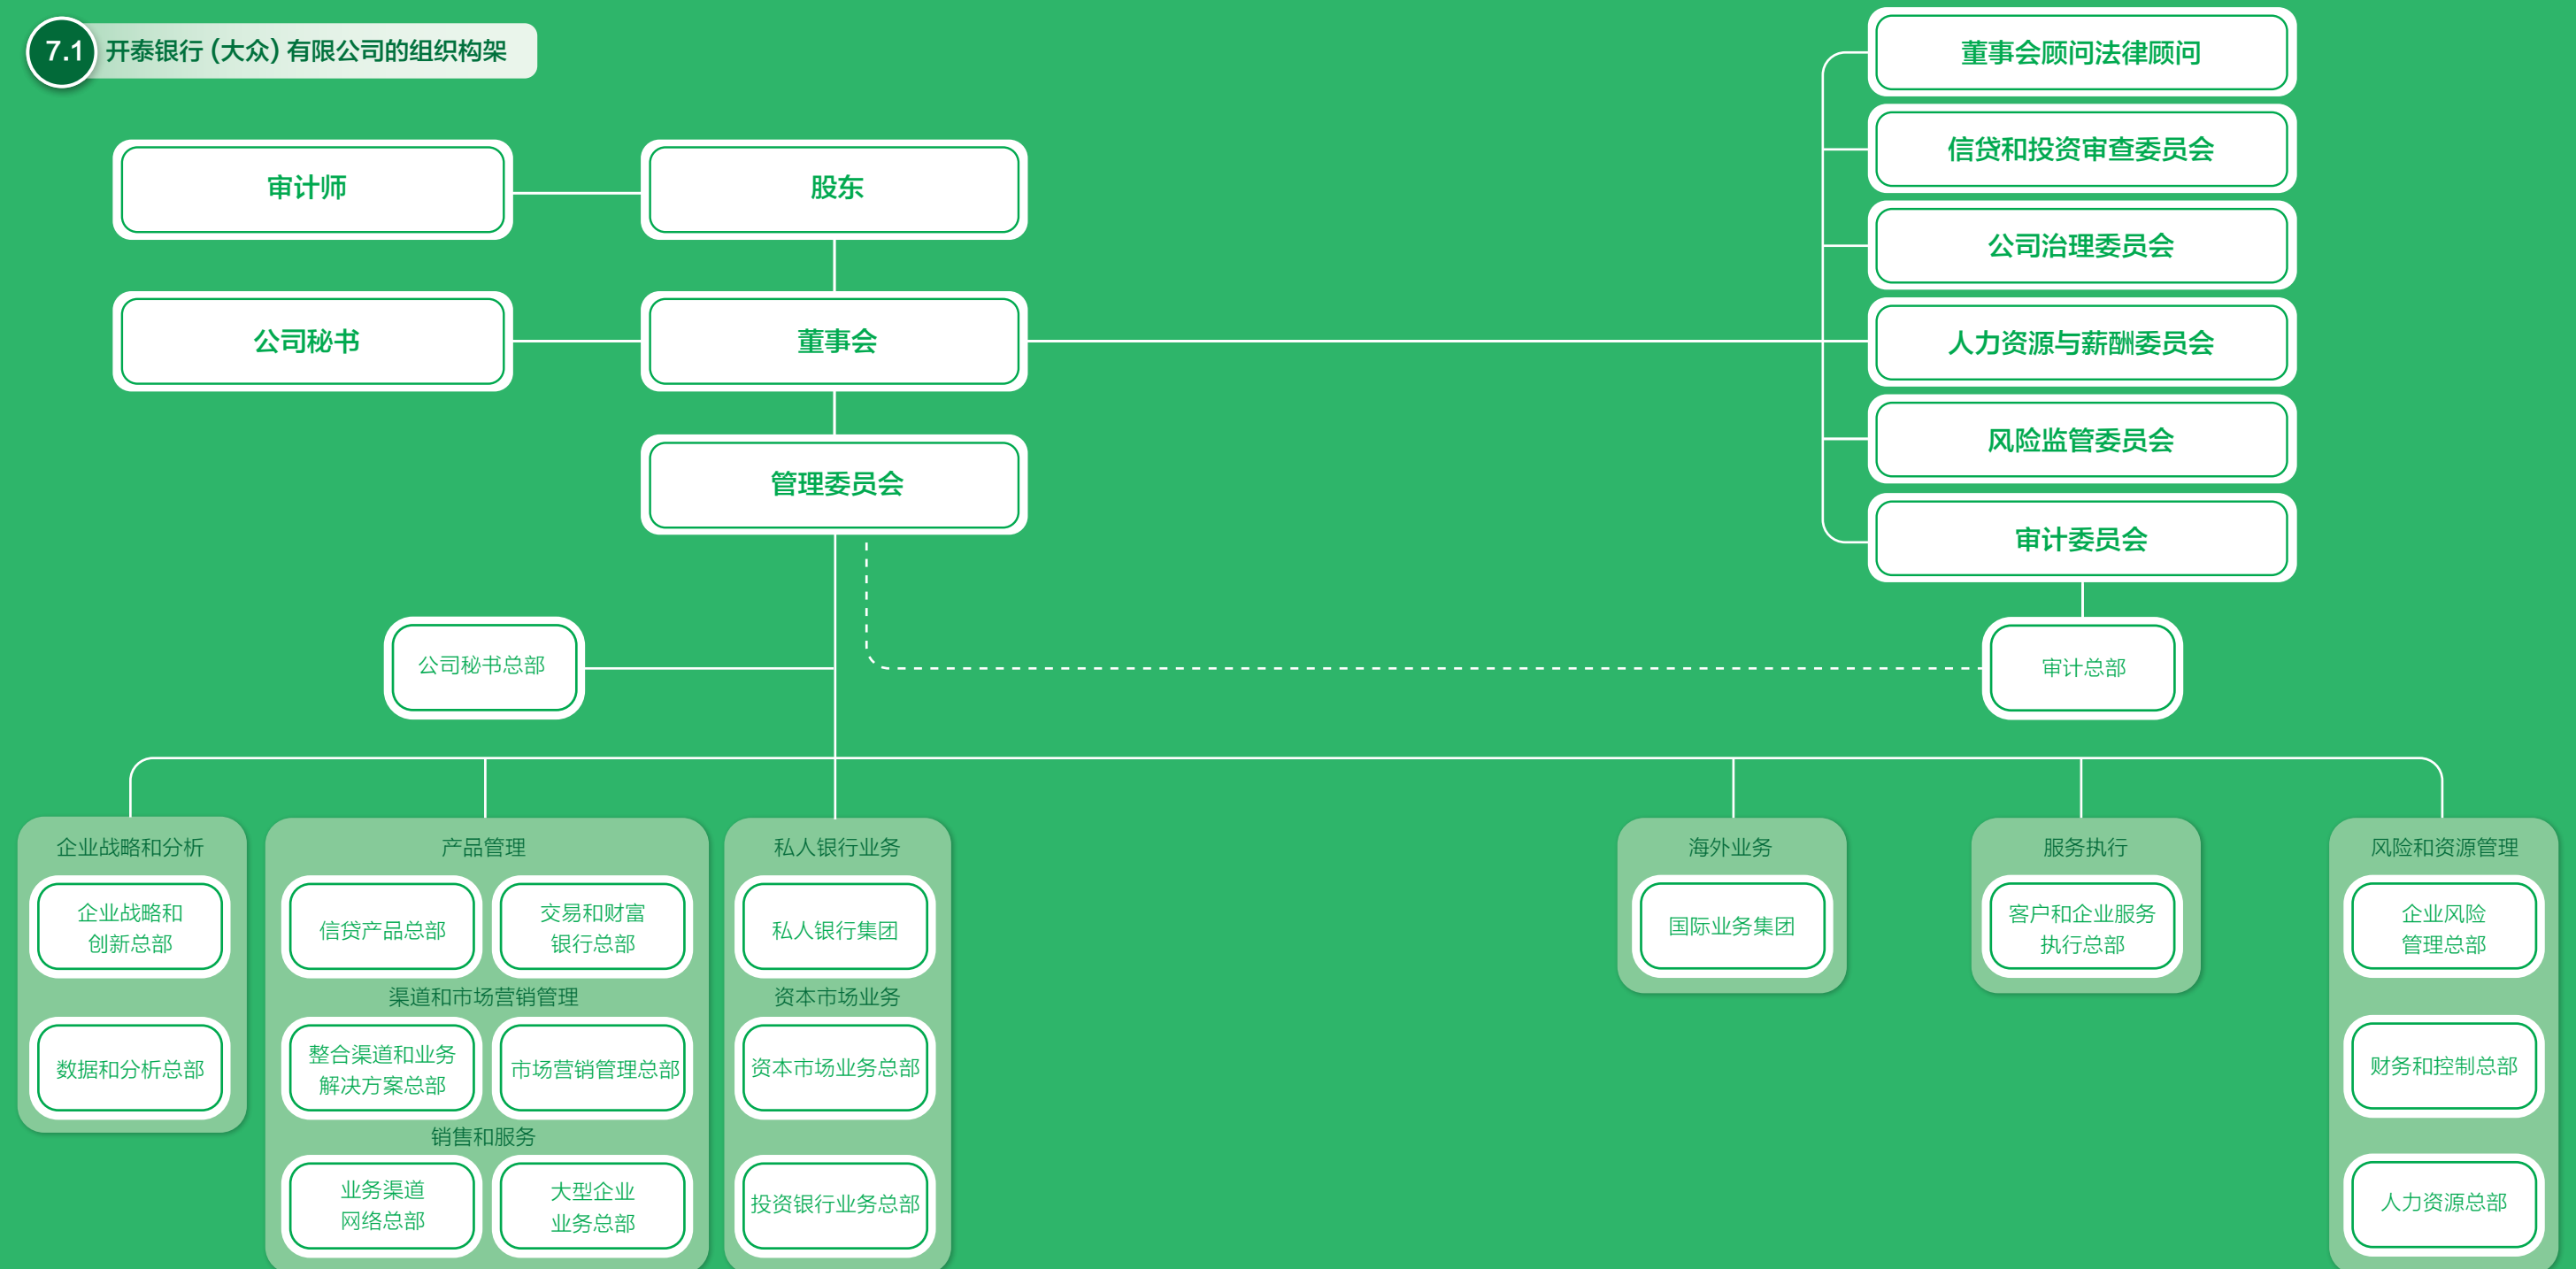 7.1 开泰银行 (大众) 有限公司的组织构架
董事会顾问法律顾问
信贷和投资审查委员会
公司治理委员会
人力资源与薪酬委员会
风险监管委员会
审计委员会
审计师
股东
公司秘书
董事会
管理委员会
公司秘书总部
审计总部
企业战略和分析
企业战略和
创新总部
数据和分析总部
产品管理
信贷产品总部
交易和财富
银行总部
渠道和市场营销管理
整合渠道和业务
解决方案总部
市场营销管理总部
销售和服务
业务渠道
网络总部
大型企业
业务总部
私人银行业务
私人银行集团
资本市场业务
资本市场业务总部
投资银行业务总部
海外业务
国际业务集团
服务执行
客户和企业服务
执行总部
风险和资源管理
企业风险
管理总部
财务和控制总部
人力资源总部